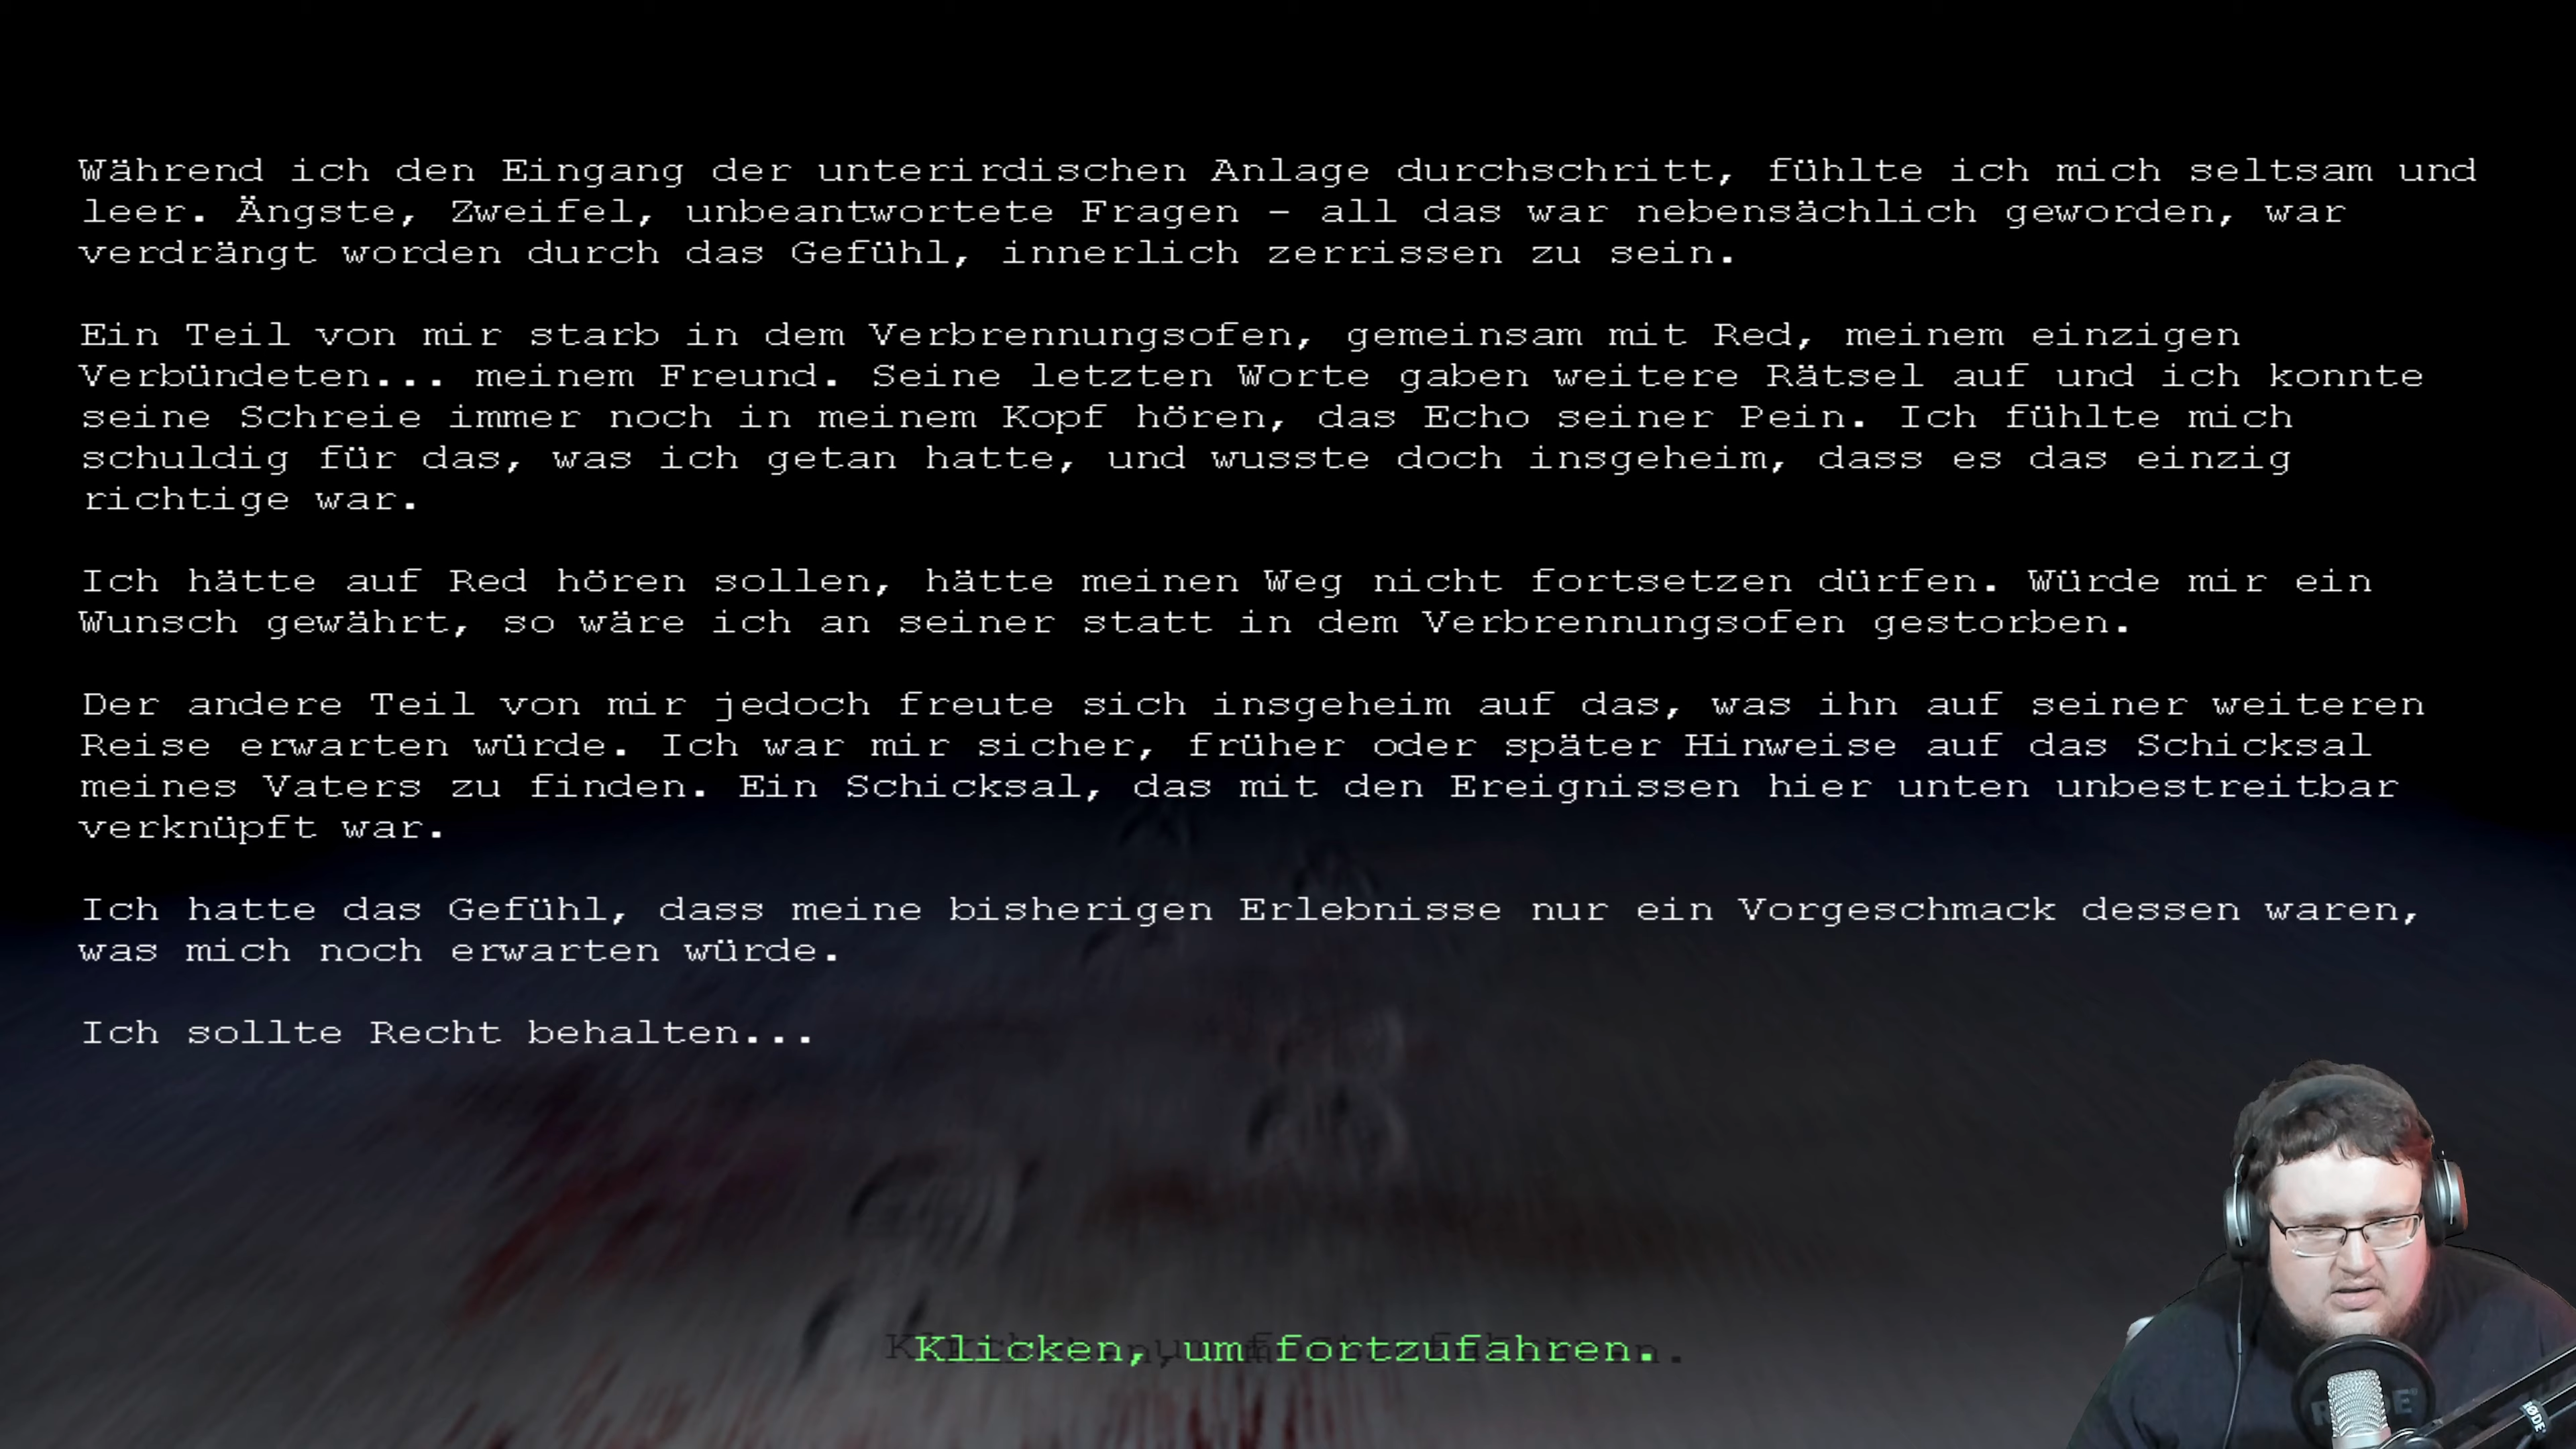 Während ich den Eingang der unterirdischen Anlage durchschritt, fühlte ich mich seltsam und
leer. Ängste, Zweifel, unbeantwortete Fragen - all das war nebensächlich geworden, war
verdrängt worden durch das Gefühl, innerlich zerrissen zu sein.
Ein Teil von mir starb in dem Verbrennungsofen, gemeinsam mit Red, meinem einzigen
Verbündeten... meinem Freund. Seine letzten Worte gaben weitere Rätsel auf und ich konnte
seine Schreie immer noch in meinem Kopf hören, das Echo seiner Pein. Ich fühlte mich
schuldig für das, was ich getan hatte, und wusste doch insgeheim, dass es das einzig
richtige war.
Ich hätte auf Red hören sollen, hätte meinen Weg nicht fortsetzen dürfen. Würde mir ein
Wunsch gewährt, so wäre ich an seiner statt in dem Verbrennungsofen gestorben.
Der andere Teil von mir jedoch freute sich insgeheim auf das, was ihn auf seiner weiteren
Reise erwarten würde. Ich war mir sicher, früher oder später Hinweise auf das Schicksal
meines Vaters zu finden. Ein Schicksal, das mit den Ereignissen hier unten unbestreitbar
verknüpft war.
Ich hatte das Gefühl, dass meine bisherigen Erlebnisse nur ein Vorgeschmack dessen waren,
was mich noch erwarten würde.
Ich sollte Recht behalten...
Klicken, um fortzufahren.
RØDE